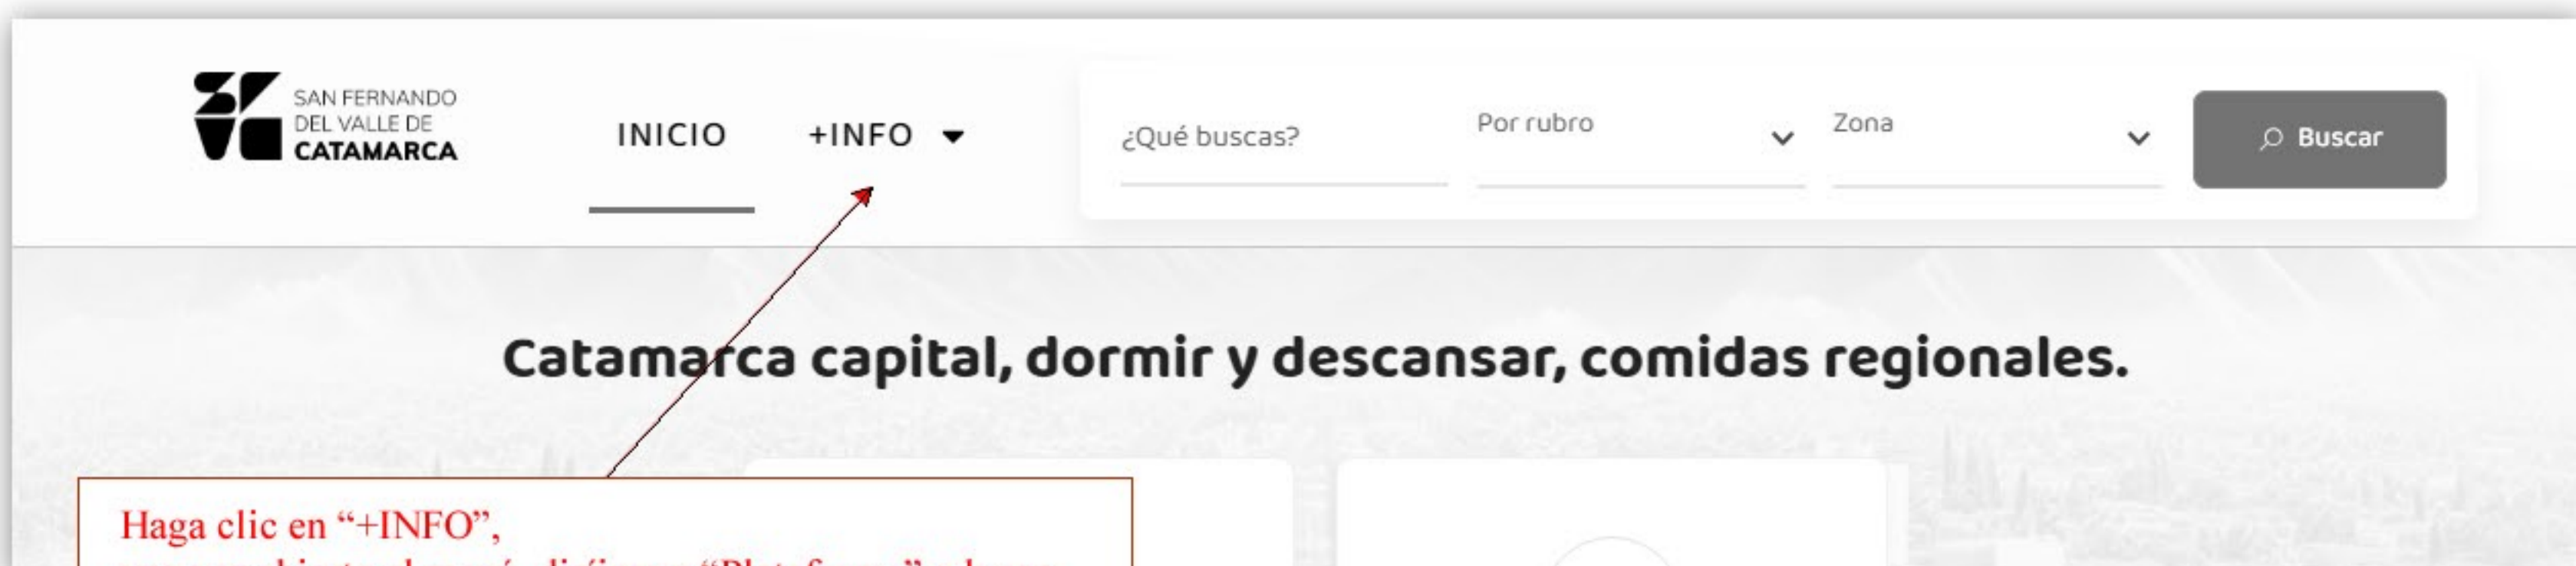 SAN FERNANDO
DEL VALLE DE
CATAMARCA
INICIO
+INFO
¿Qué buscas?
Por rubro
Zona
Buscar
Catamarca capital, dormir y descansar, comidas regionales.
Haga clic en “+INFO”,